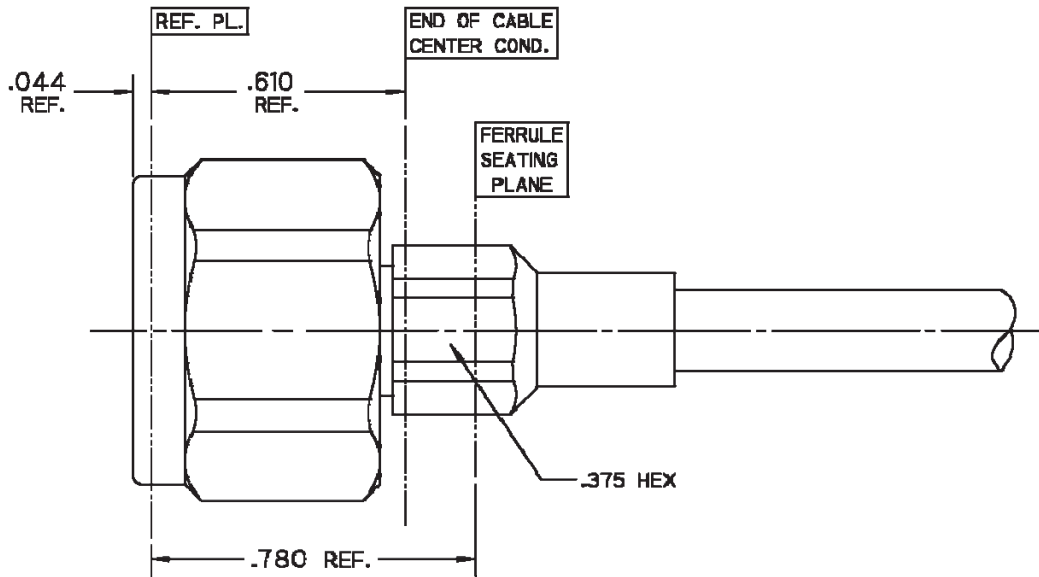 REF. PL.
END OF CABLE
CENTER COND.
.044
REF.
.610
REF.
FERRULE
SEATING
PLANE
.375 HEX
.780 REF.